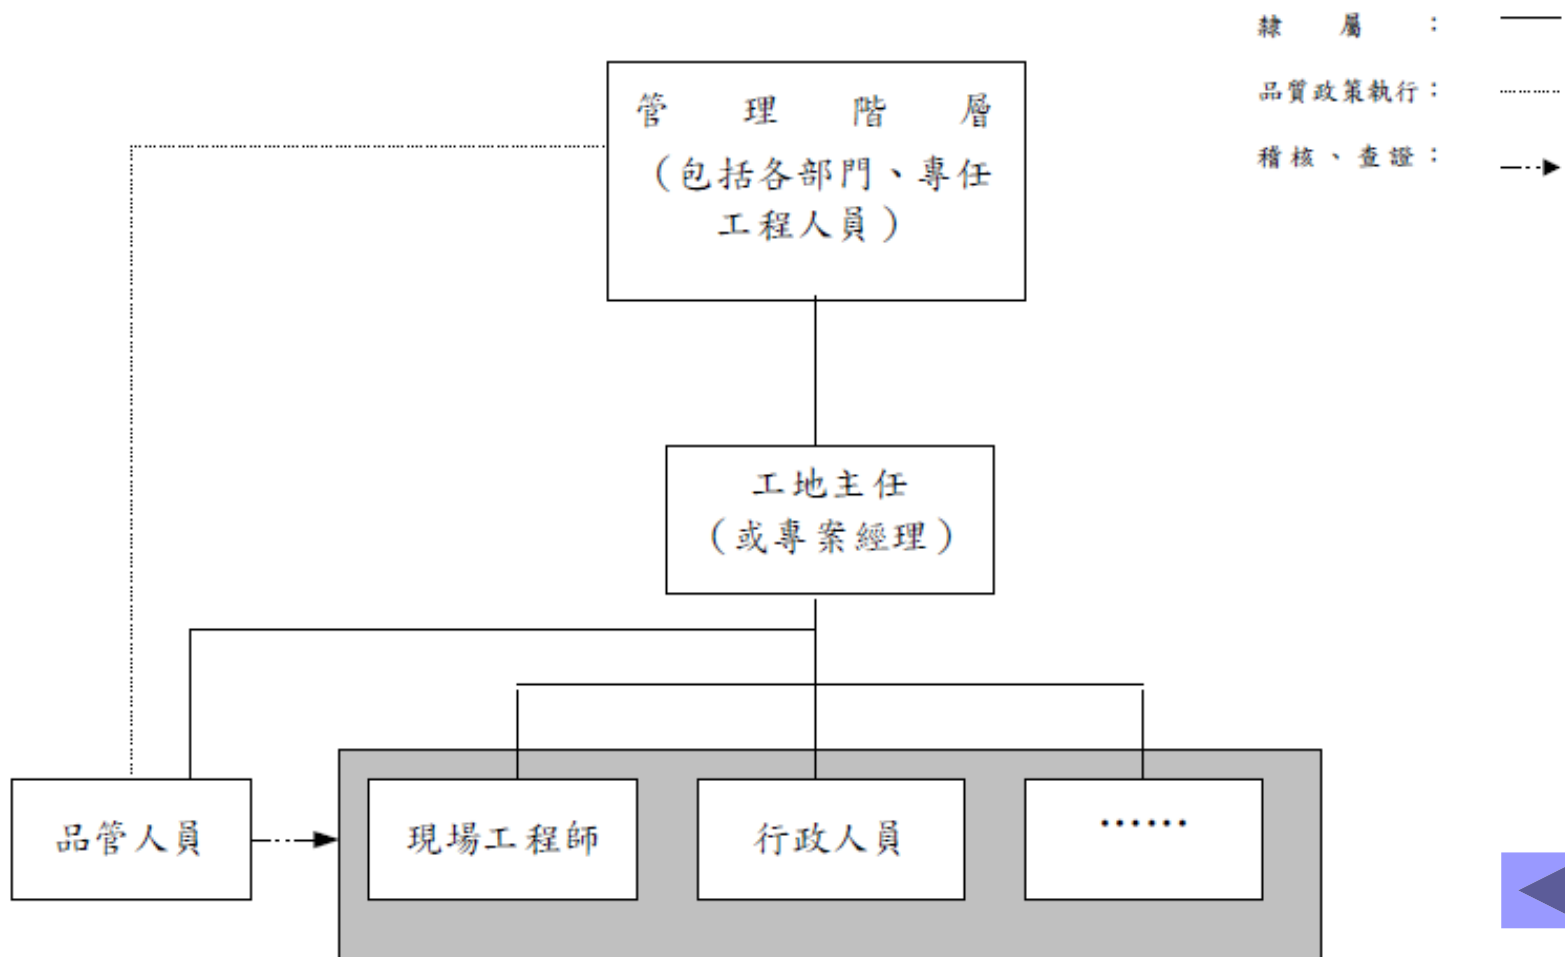 隸屬：
品質政策執行：
稽核、查證：
管理階層
（包括各部門、專任
工程人員）
工地主任
（或專案經理）
品管人員
現場工程師
行政人員
……